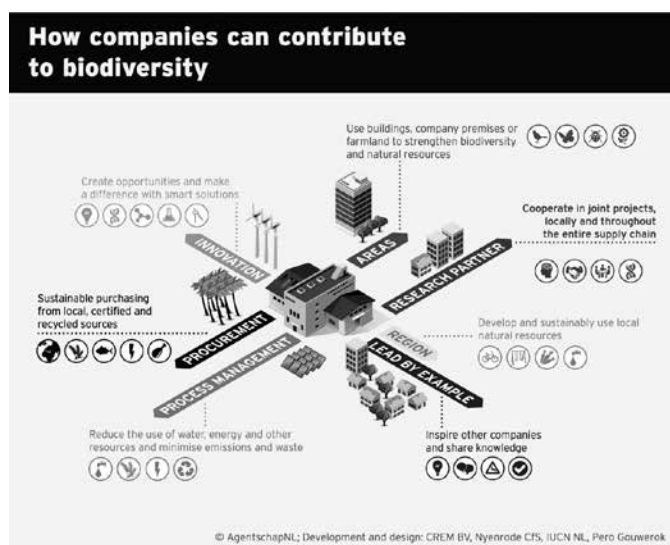 How companies can contribute
to biodiversity
Use buildings, company premises or
farmland to strengthen biodiversity
and natural resources
Create opportunities and make
a difference with smart solutions
Cooperate in joint projects,
locally and throughout
the entire supply chain
INNOVATION
AREAS
RESEARCH PARTNER
Sustainable purchasing
from local, certified and
recycled sources
PROCUREMENT
REGION
Develop and sustainably use local
natural resources
PROCESS MANAGEMENT
LEAD BY EXAMPLE
Reduce the use of water, energy and other
resources and minimise emissions and waste
Inspire other companies
and share knowledge
© AgentschapNL; Development and design: CREM BV, Nyenrode CfS, IUCN NL, Pero Gouwerok